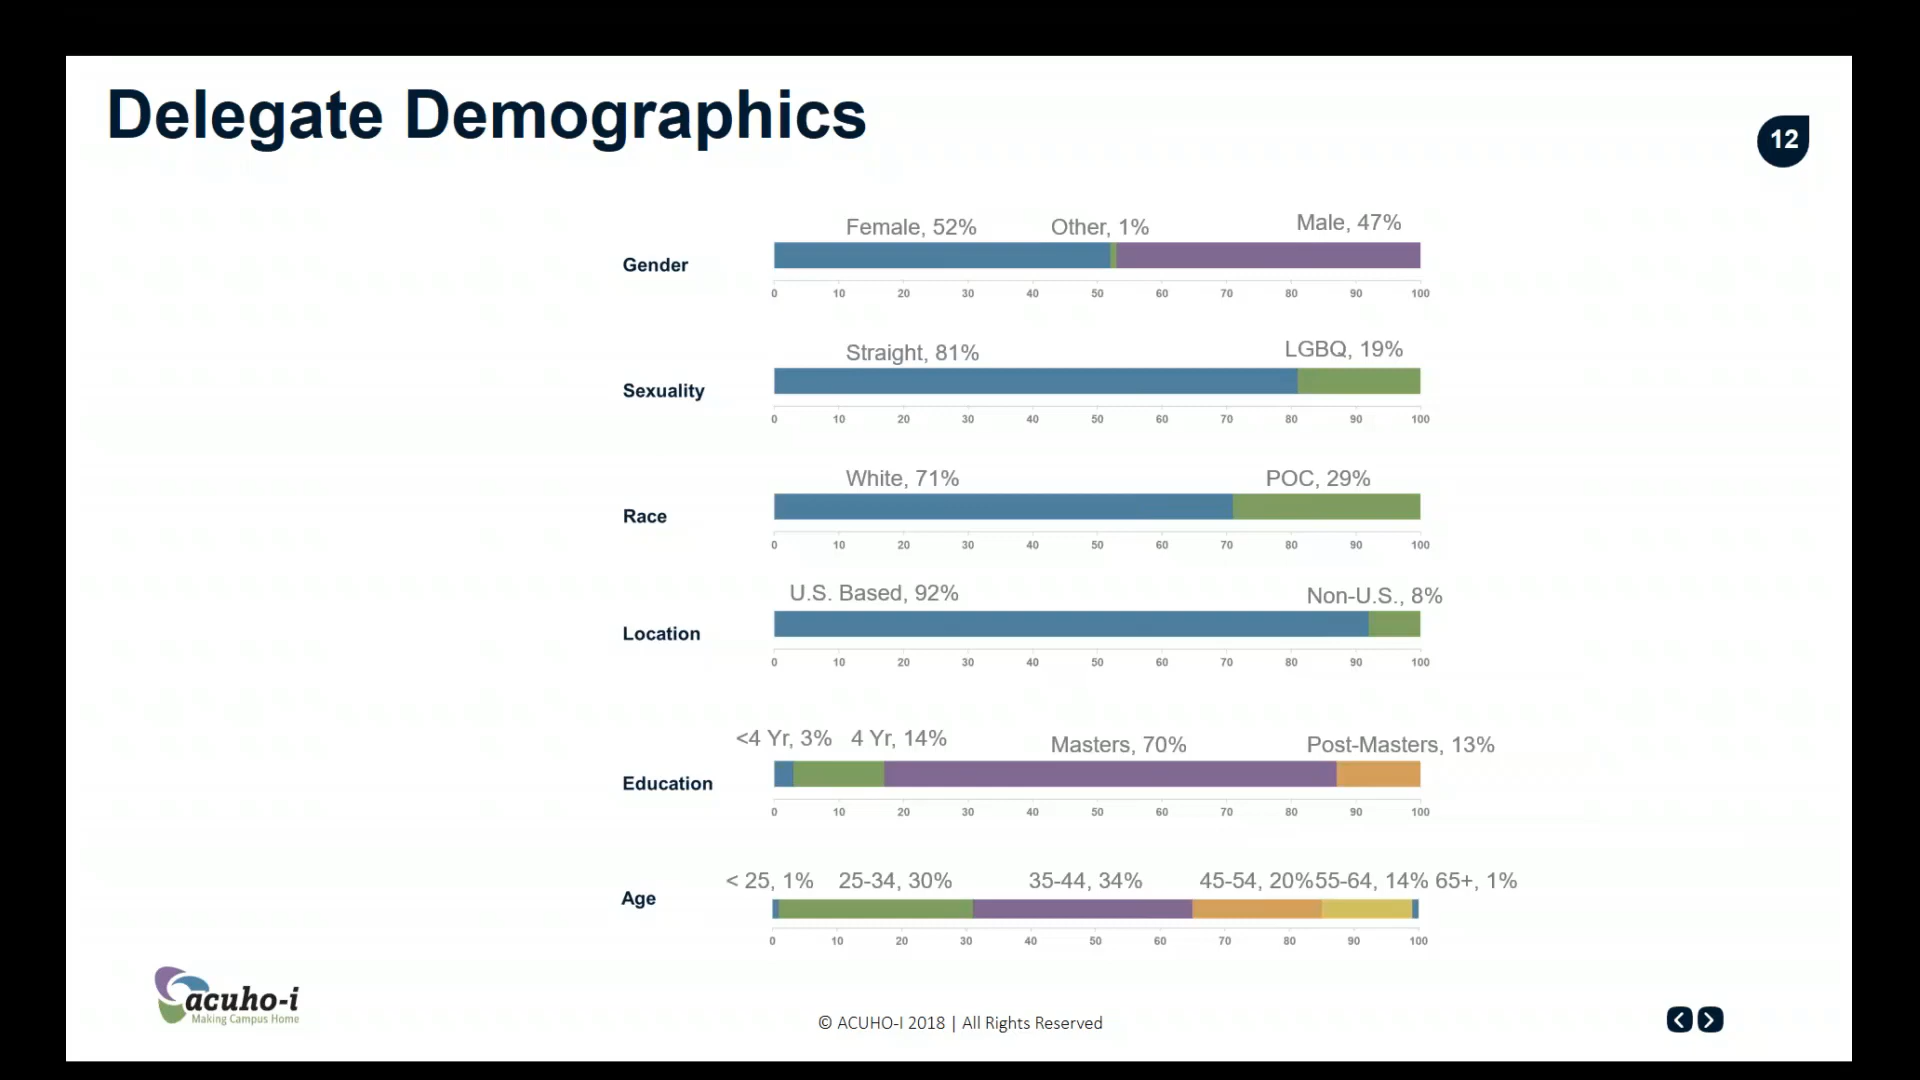 Delegate Demographics
12
Female, 52% Other, 1% Male, 47%
Gender
0 10 20 30 40 50 60 70 80 90 100
Straight, 81% LGBQ, 19%
Sexuality
0 10 20 30 40 50 60 70 80 90 100
White, 71% POC, 29%
Race
0 10 20 30 40 50 60 70 80 90 100
U.S. Based, 92% Non-U.S., 8%
Location
0 10 20 30 40 50 60 70 80 90 100
<4 Yr, 3% 4 Yr, 14% Masters, 70% Post-Masters, 13%
Education
0 10 20 30 40 50 60 70 80 90 100
< 25, 1% 25-34, 30% 35-44, 34% 45-54, 20% 55-64, 14% 65+, 1%
Age
0 10 20 30 40 50 60 70 80 90 100
acuho-i
Making Campus Home
© ACUHO-I 2018 | All Rights Reserved